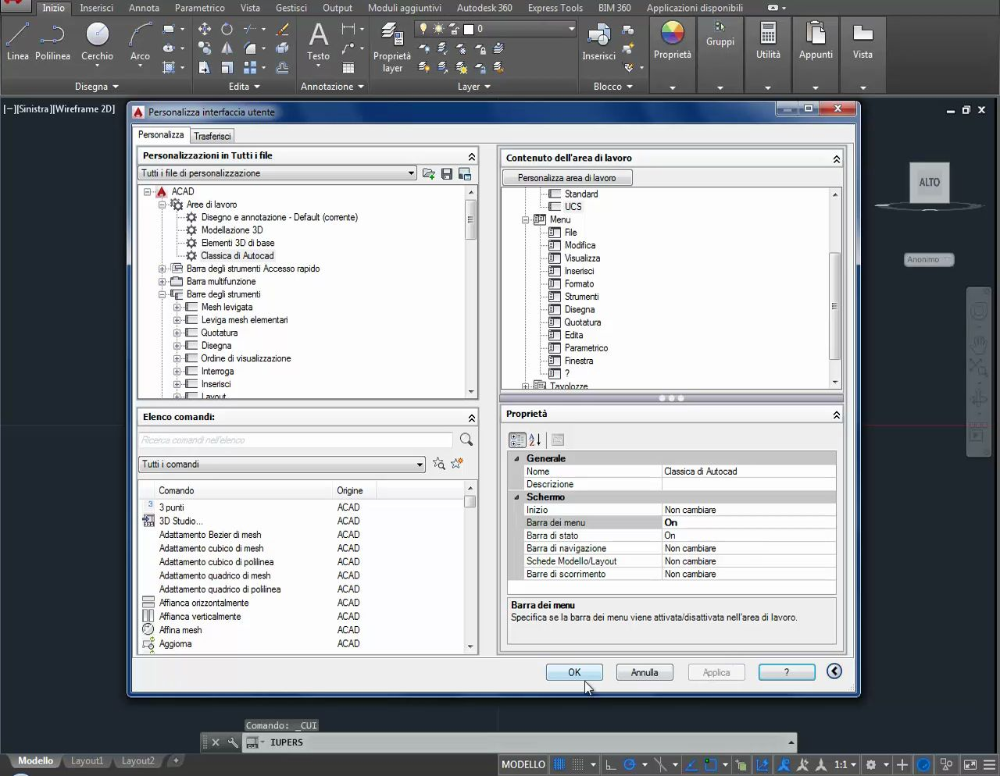 Inizio Inserisci Annota Parametrico Vista Gestisci Output Moduli aggiuntivi Autodesk 360 Express Tools BIM 360 Applicazioni disponibili
0
Linea Polilinea Cerchio Arco Testo Proprietà layer Inserisci Proprietà Gruppi Utilità Appunti Vista
Disegna Edita Annotazione Layer Blocco
[−][Sinistra][Wireframe 2D]
Personalizza interfaccia utente
Personalizza Trasferisci
Personalizzazioni in Tutti i file
Tutti i file di personalizzazione
ACAD
Aree di lavoro
Disegno e annotazione - Default (corrente)
Modellazione 3D
Elementi 3D di base
Classica di Autocad
Barra degli strumenti Accesso rapido
Barra multifunzione
Barre degli strumenti
Mesh levigata
Leviga mesh elementari
Quotatura
Disegna
Ordine di visualizzazione
Interroga
Inserisci
Layout
Elenco comandi:
Ricerca comandi nell'elenco
Tutti i comandi
Comando Origine
3 punti ACAD
3D Studio... ACAD
Adattamento Bezier di mesh ACAD
Adattamento cubico di mesh ACAD
Adattamento cubico di polilinea ACAD
Adattamento quadrico di mesh ACAD
Adattamento quadrico di polilinea ACAD
Affianca orizzontalmente ACAD
Affianca verticalmente ACAD
Affina mesh ACAD
Aggiorna ACAD
Contenuto dell'area di lavoro
Personalizza area di lavoro
Standard
UCS
Menu
File
Modifica
Visualizza
Inserisci
Formato
Strumenti
Disegna
Quotatura
Edita
Parametrico
Finestra
?
Tavolozze
Proprietà
Generale
Nome Classica di Autocad
Descrizione
Schermo
Inizio Non cambiare
Barra dei menu On
Barra di stato On
Barra di navigazione Non cambiare
Schede Modello/Layout Non cambiare
Barre di scorrimento Non cambiare
Barra dei menu
Specifica se la barra dei menu viene attivata/disattivata nell'area di lavoro.
OK Annulla Applica ?
ALTO
Anonimo
Comando: _CUI
IUPERS
Modello Layout1 Layout2 +
MODELLO 1:1